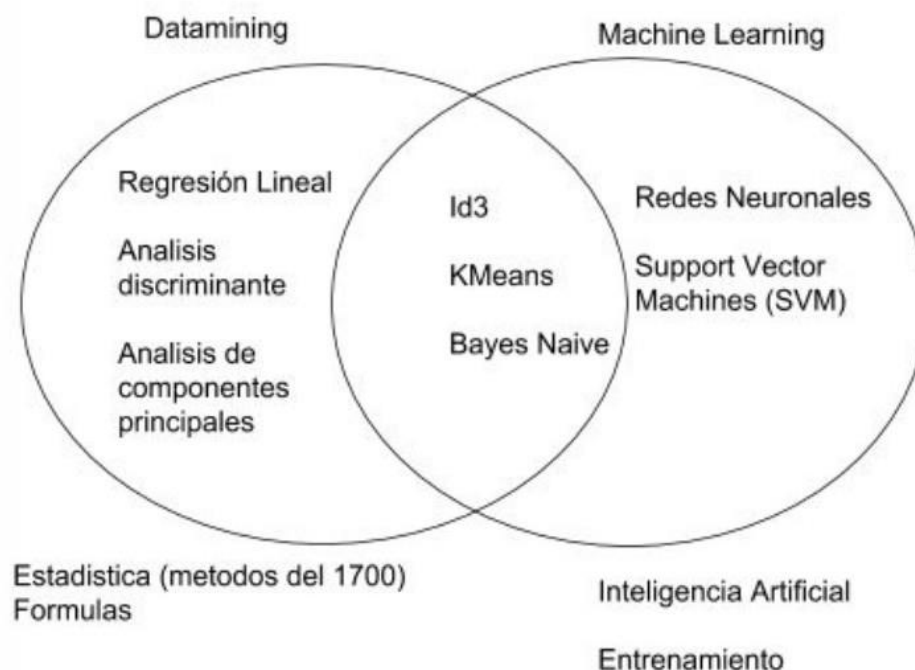 Datamining
Machine Learning
Regresión Lineal
Analisis
discriminante
Analisis de
componentes
principales
Id3
KMeans
Bayes Naive
Redes Neuronales
Support Vector
Machines (SVM)
Estadistica (metodos del 1700)
Formulas
Inteligencia Artificial
Entrenamiento